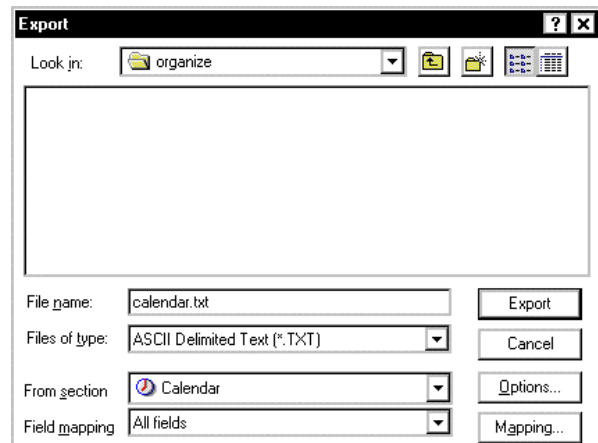 Export
Look in: organize
File name: calendar.txt Export
Files of type: ASCII Delimited Text (*.TXT) Cancel
From section Calendar Options...
Field mapping All fields Mapping...